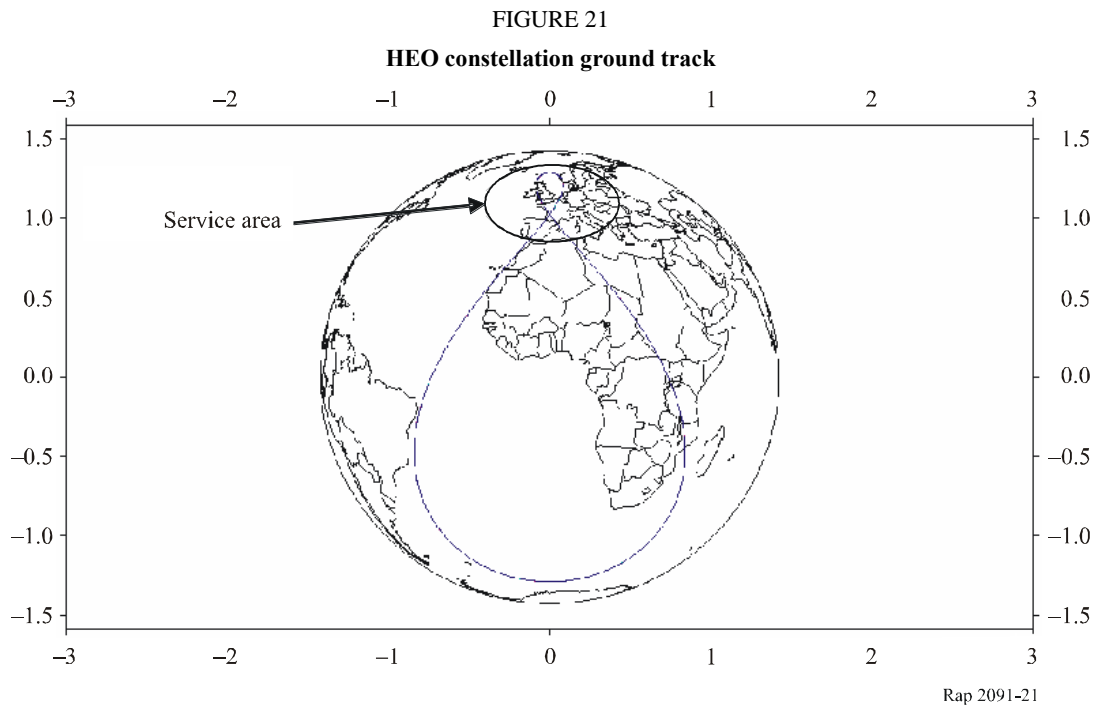 FIGURE 21
HEO constellation ground track
–3 –2 –1 0 1 2 3
1.5 1.5
Service area 1.0 1.0
0.5 0.5
0.0 0.0
–0.5 –0.5
–1.0 –1.0
–1.5 –1.5
–3 –2 –1 0 1 2 3
Rap 2091-21